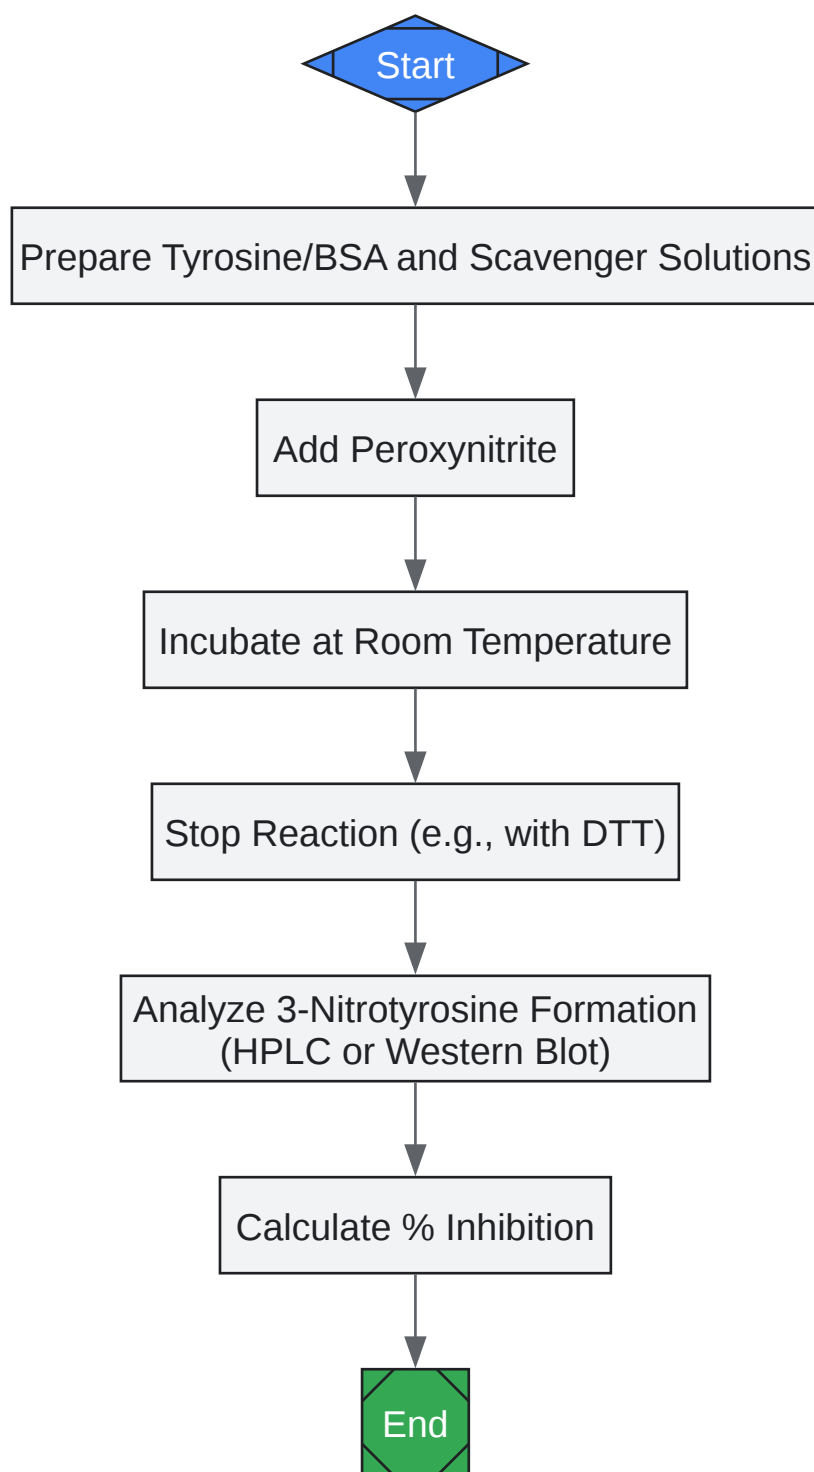 Start
Prepare Tyrosine/BSA and Scavenger Solutions
Add Peroxynitrite
Incubate at Room Temperature
Stop Reaction (e.g., with DTT)
Analyze 3-Nitrotyrosine Formation
(HPLC or Western Blot)
Calculate % Inhibition
End